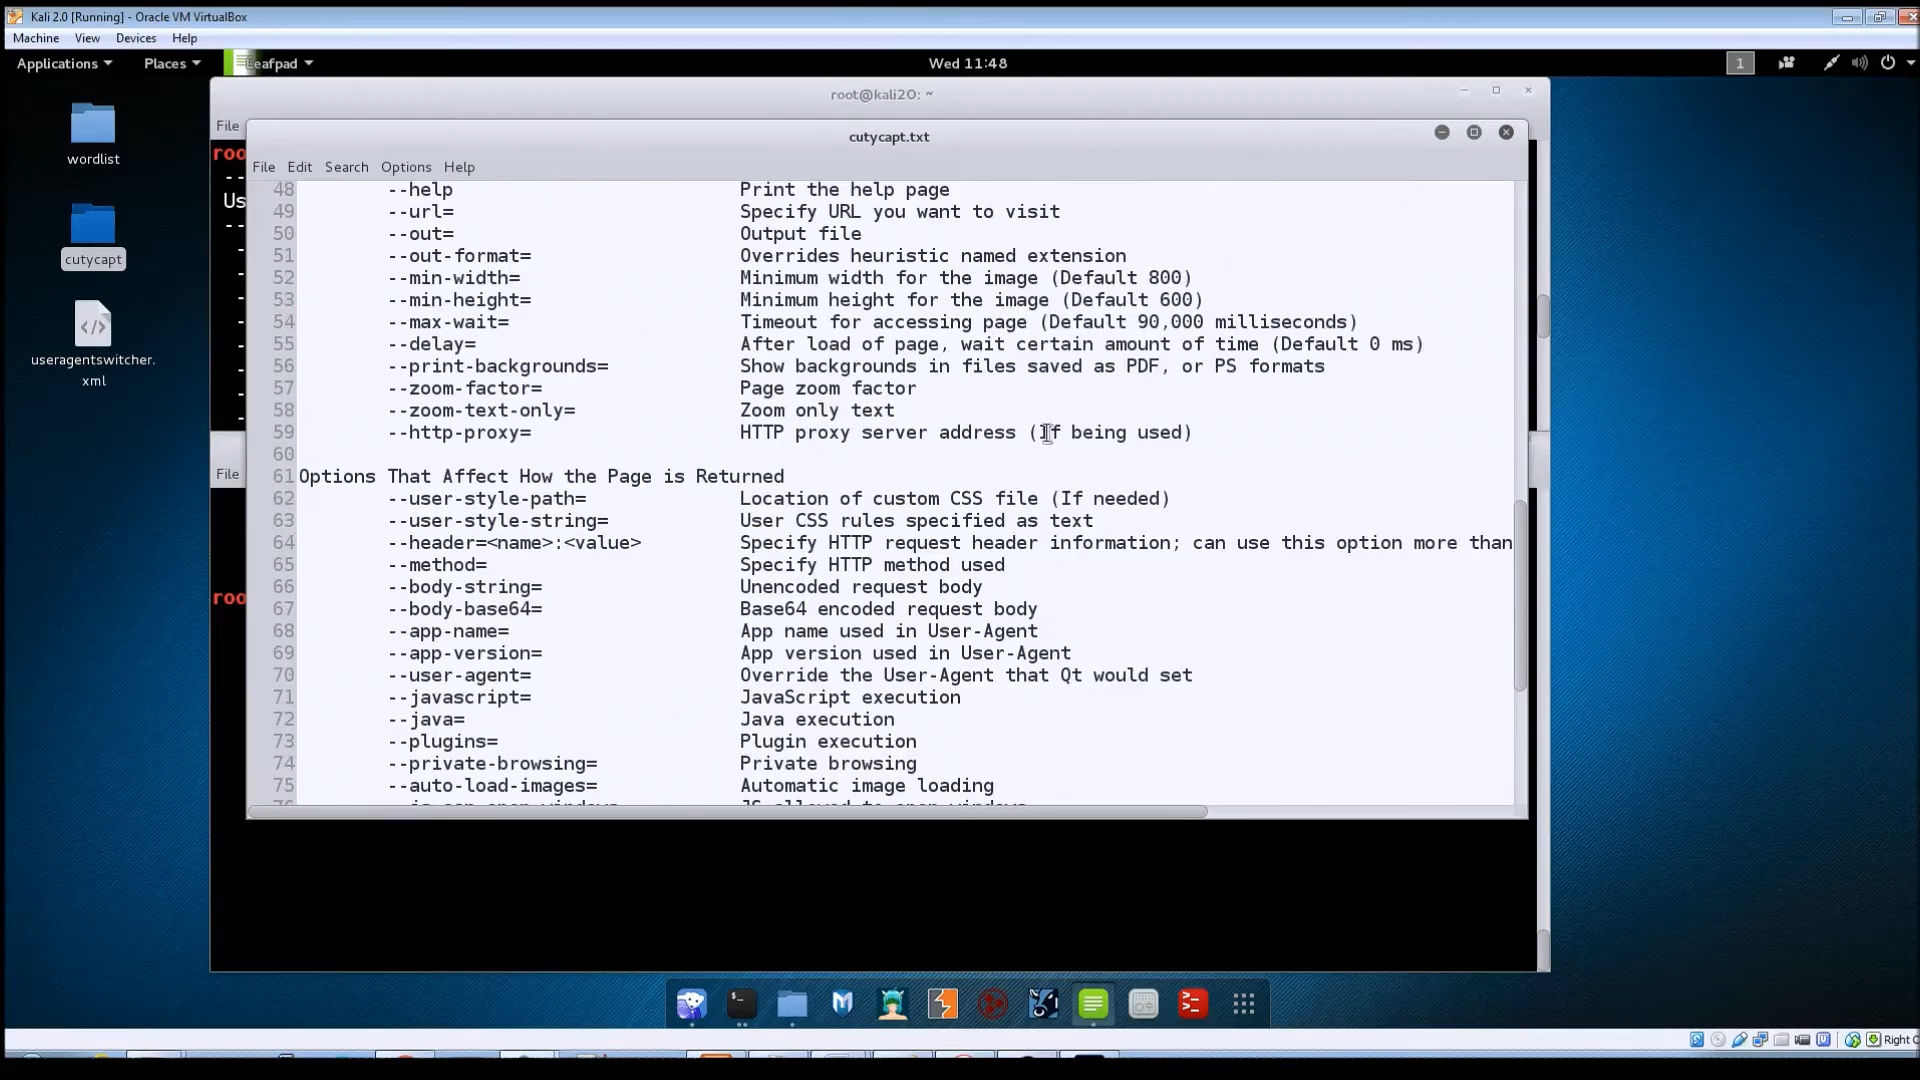 Kali 2.0 [Running] - Oracle VM VirtualBox
Machine View Devices Help
Applications Places Leafpad Wed 11:48 1
root@kali20: ~
File
cutycapt.txt
File Edit Search Options Help
wordlist
cutycapt
useragentswitcher.
xml
roo
--
Us
--
File
roo
48 --help Print the help page
49 --url= Specify URL you want to visit
50 --out= Output file
51 --out-format= Overrides heuristic named extension
52 --min-width= Minimum width for the image (Default 800)
53 --min-height= Minimum height for the image (Default 600)
54 --max-wait= Timeout for accessing page (Default 90,000 milliseconds)
55 --delay= After load of page, wait certain amount of time (Default 0 ms)
56 --print-backgrounds= Show backgrounds in files saved as PDF, or PS formats
57 --zoom-factor= Page zoom factor
58 --zoom-text-only= Zoom only text
59 --http-proxy= HTTP proxy server address (If being used)
60
61 Options That Affect How the Page is Returned
62 --user-style-path= Location of custom CSS file (If needed)
63 --user-style-string= User CSS rules specified as text
64 --header=<name>:<value> Specify HTTP request header information; can use this option more than
65 --method= Specify HTTP method used
66 --body-string= Unencoded request body
67 --body-base64= Base64 encoded request body
68 --app-name= App name used in User-Agent
69 --app-version= App version used in User-Agent
70 --user-agent= Override the User-Agent that Qt would set
71 --javascript= JavaScript execution
72 --java= Java execution
73 --plugins= Plugin execution
74 --private-browsing= Private browsing
75 --auto-load-images= Automatic image loading
Right C